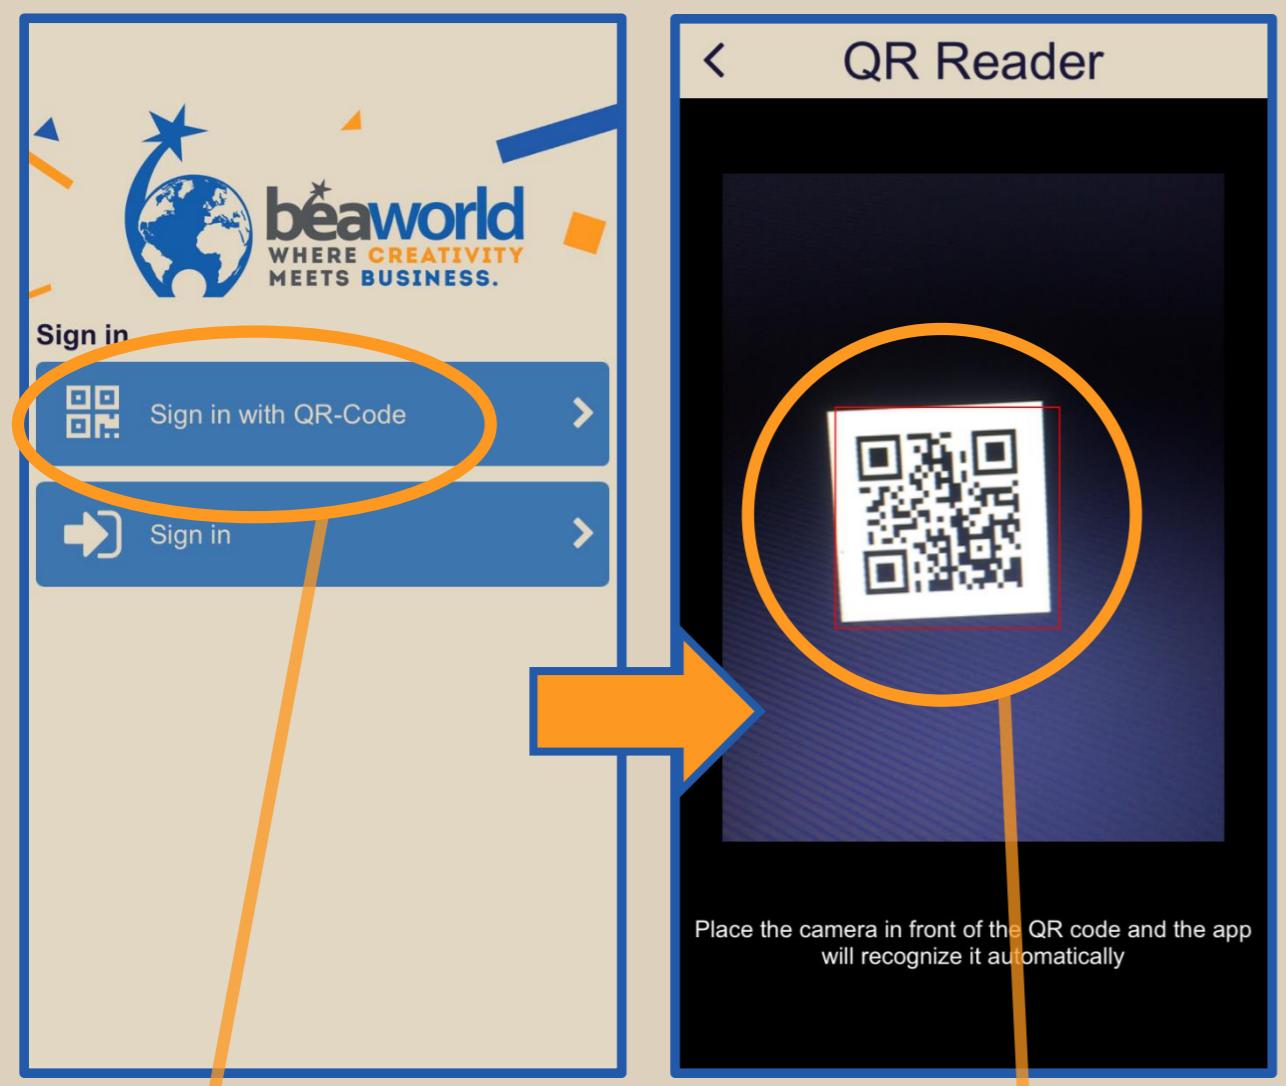 béaworld
WHERE CREATIVITY
MEETS BUSINESS.
Sign in
Sign in with QR-Code
Sign in
QR Reader
Place the camera in front of the QR code and the app
will recognize it automatically